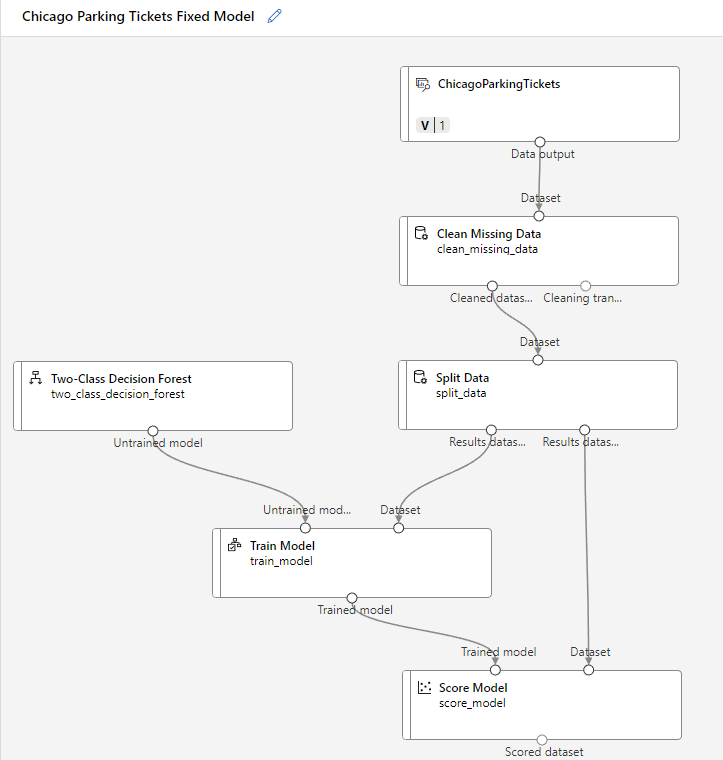 Chicago Parking Tickets Fixed Model
ChicagoParkingTickets
V 1
Data output
Dataset
Clean Missing Data
clean_missing_data
Cleaned datas... Cleaning tran...
Dataset
Two-Class Decision Forest
two_class_decision_forest
Untrained model
Split Data
split_data
Results datas... Results datas...
Untrained mod... Dataset
Train Model
train_model
Trained model
Trained model Dataset
Score Model
score_model
Scored dataset